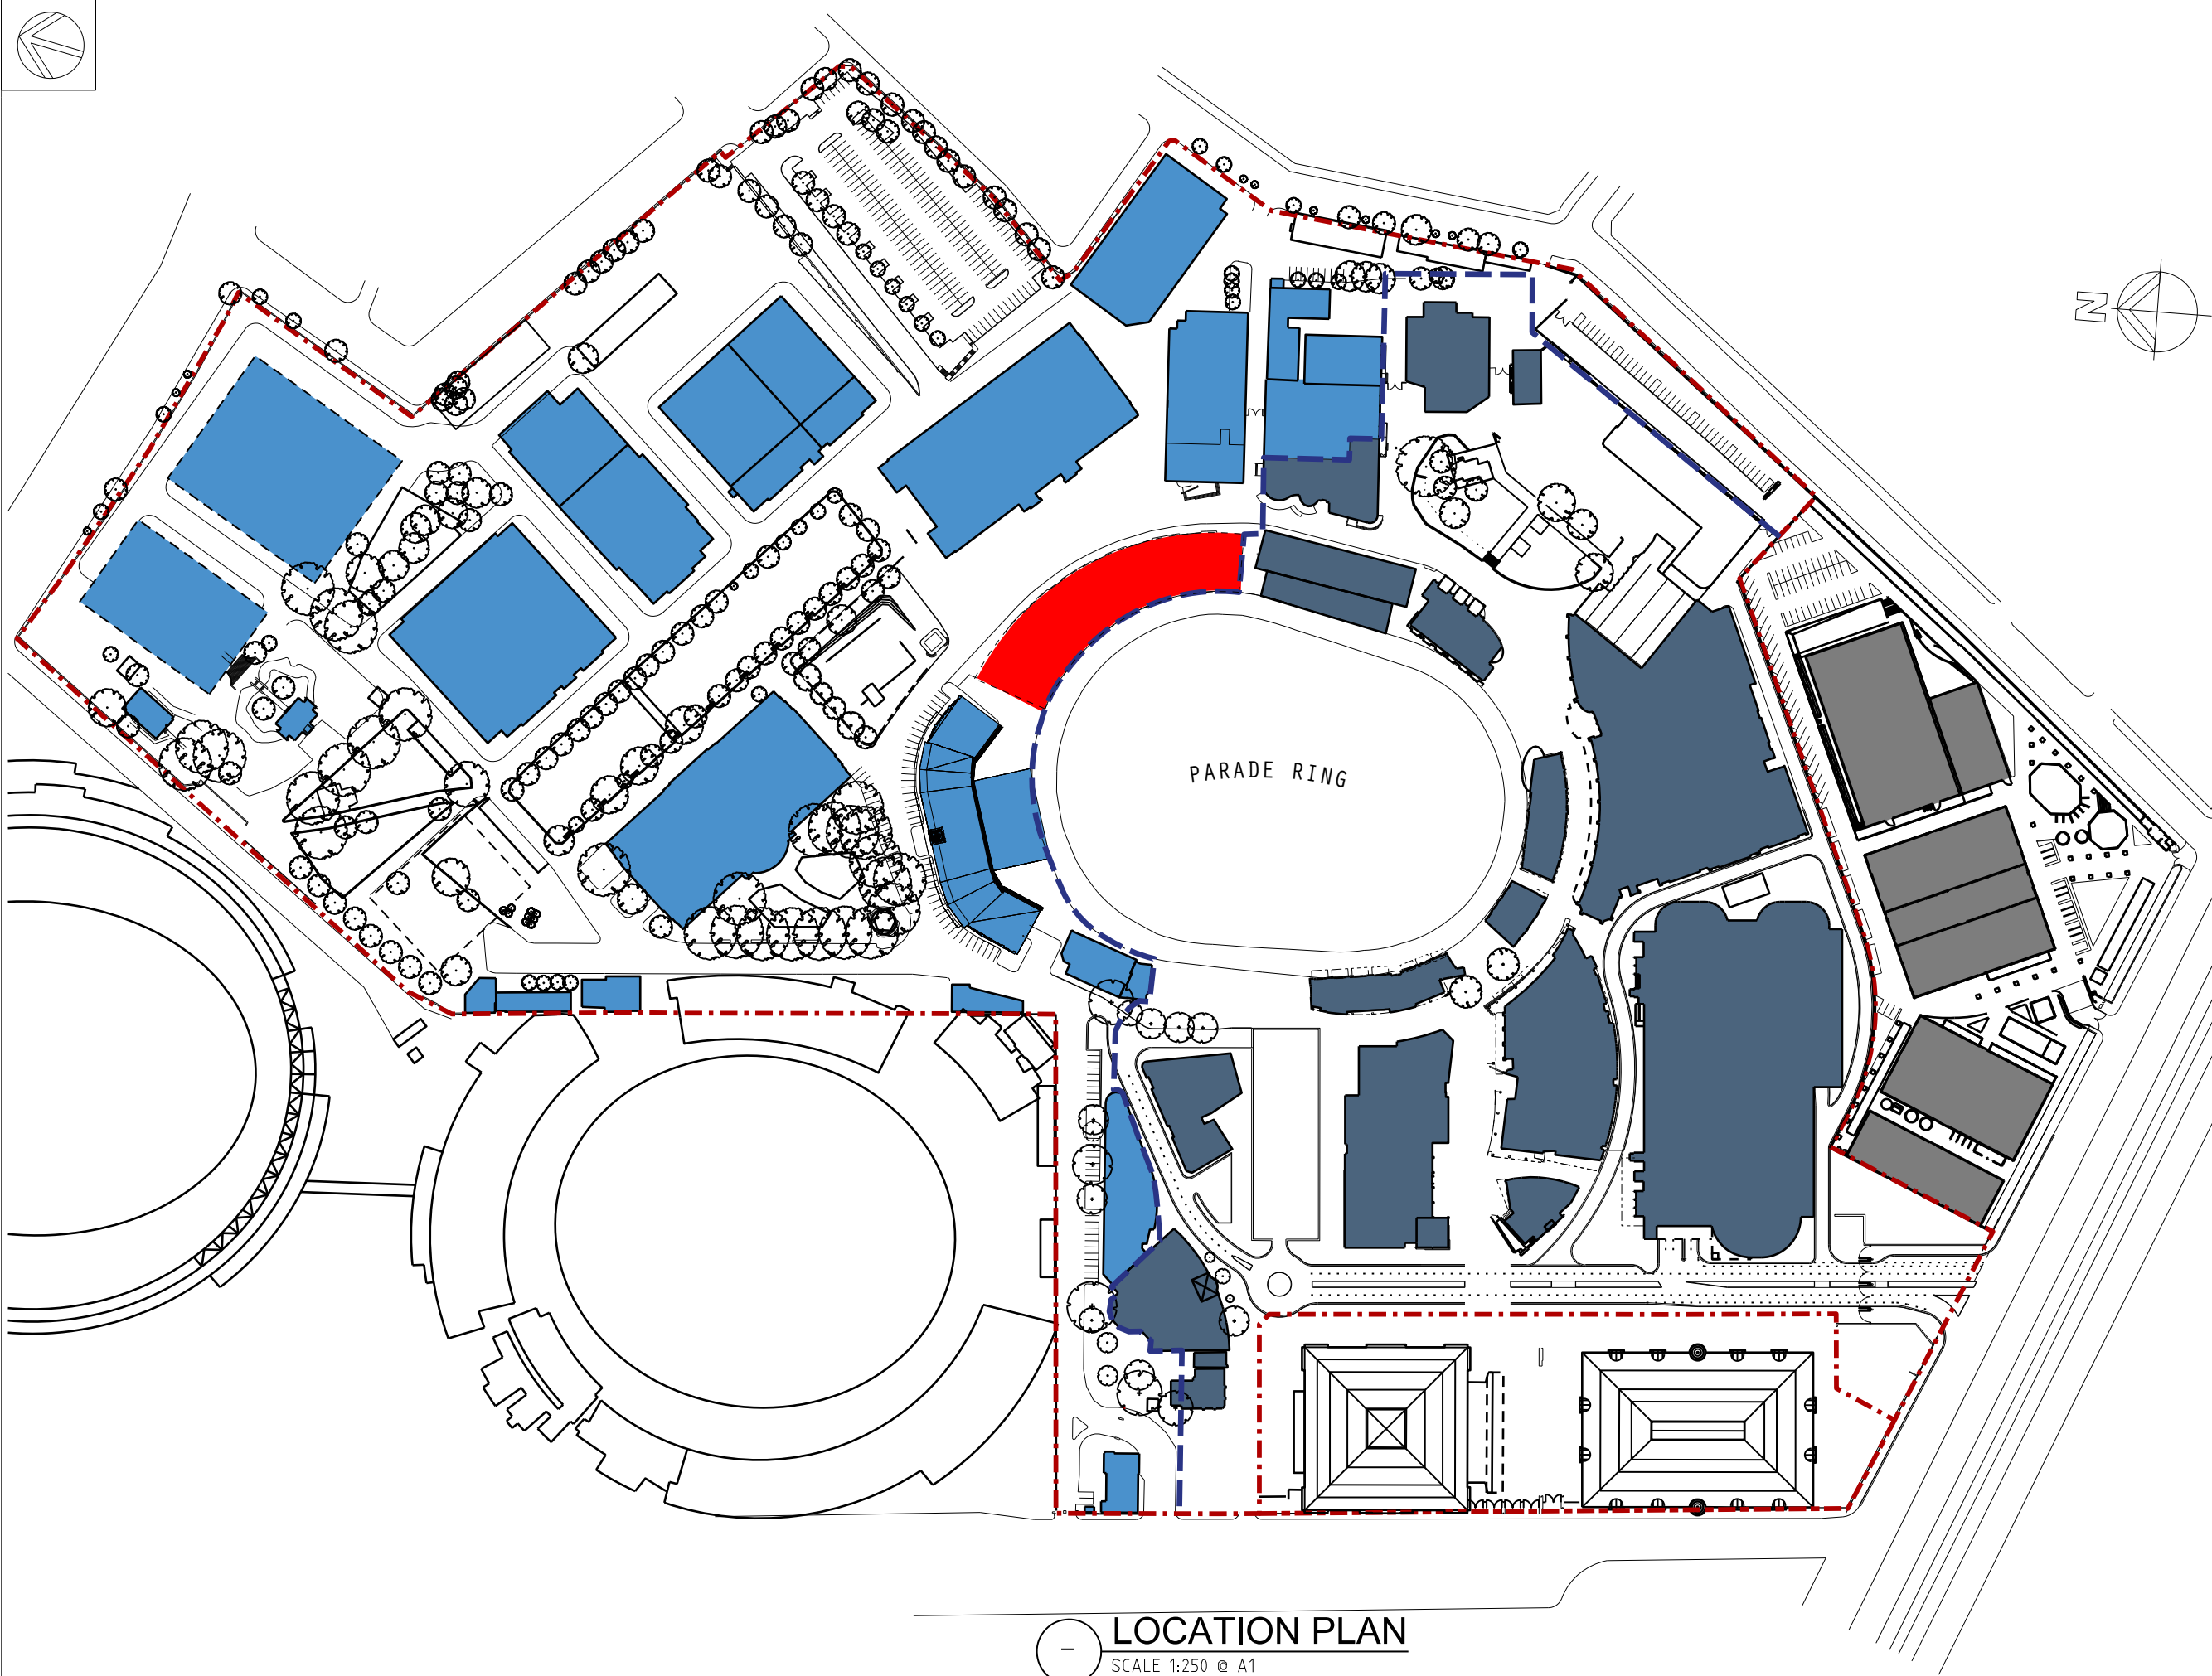 N
PARADE RING
–
LOCATION PLAN
SCALE 1:250 @ A1